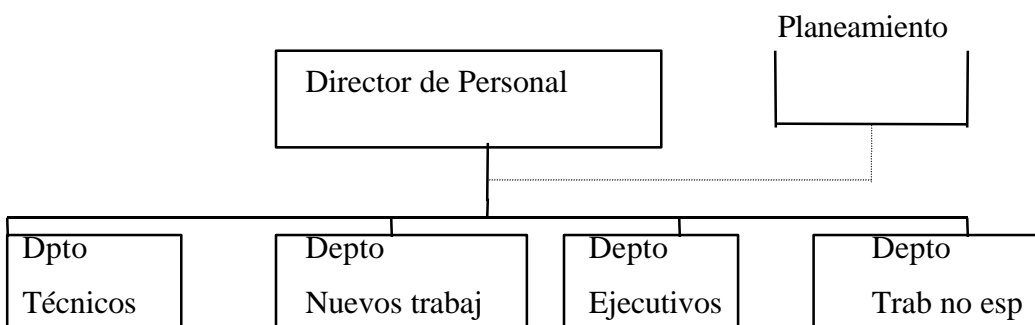 Planeamiento
Director de Personal
Dpto
Técnicos
Depto
Nuevos trabaj
Depto
Ejecutivos
Depto
Trab no esp